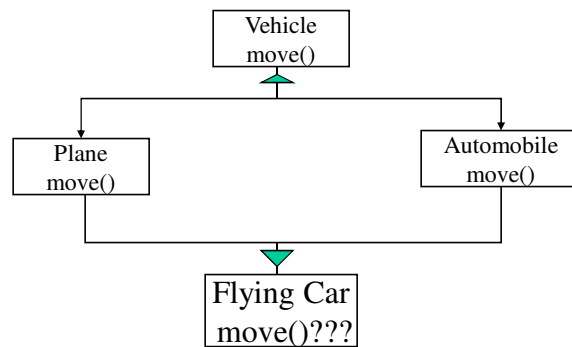 Vehicle
move()
Plane
move()
Automobile
move()
Flying Car
move()???